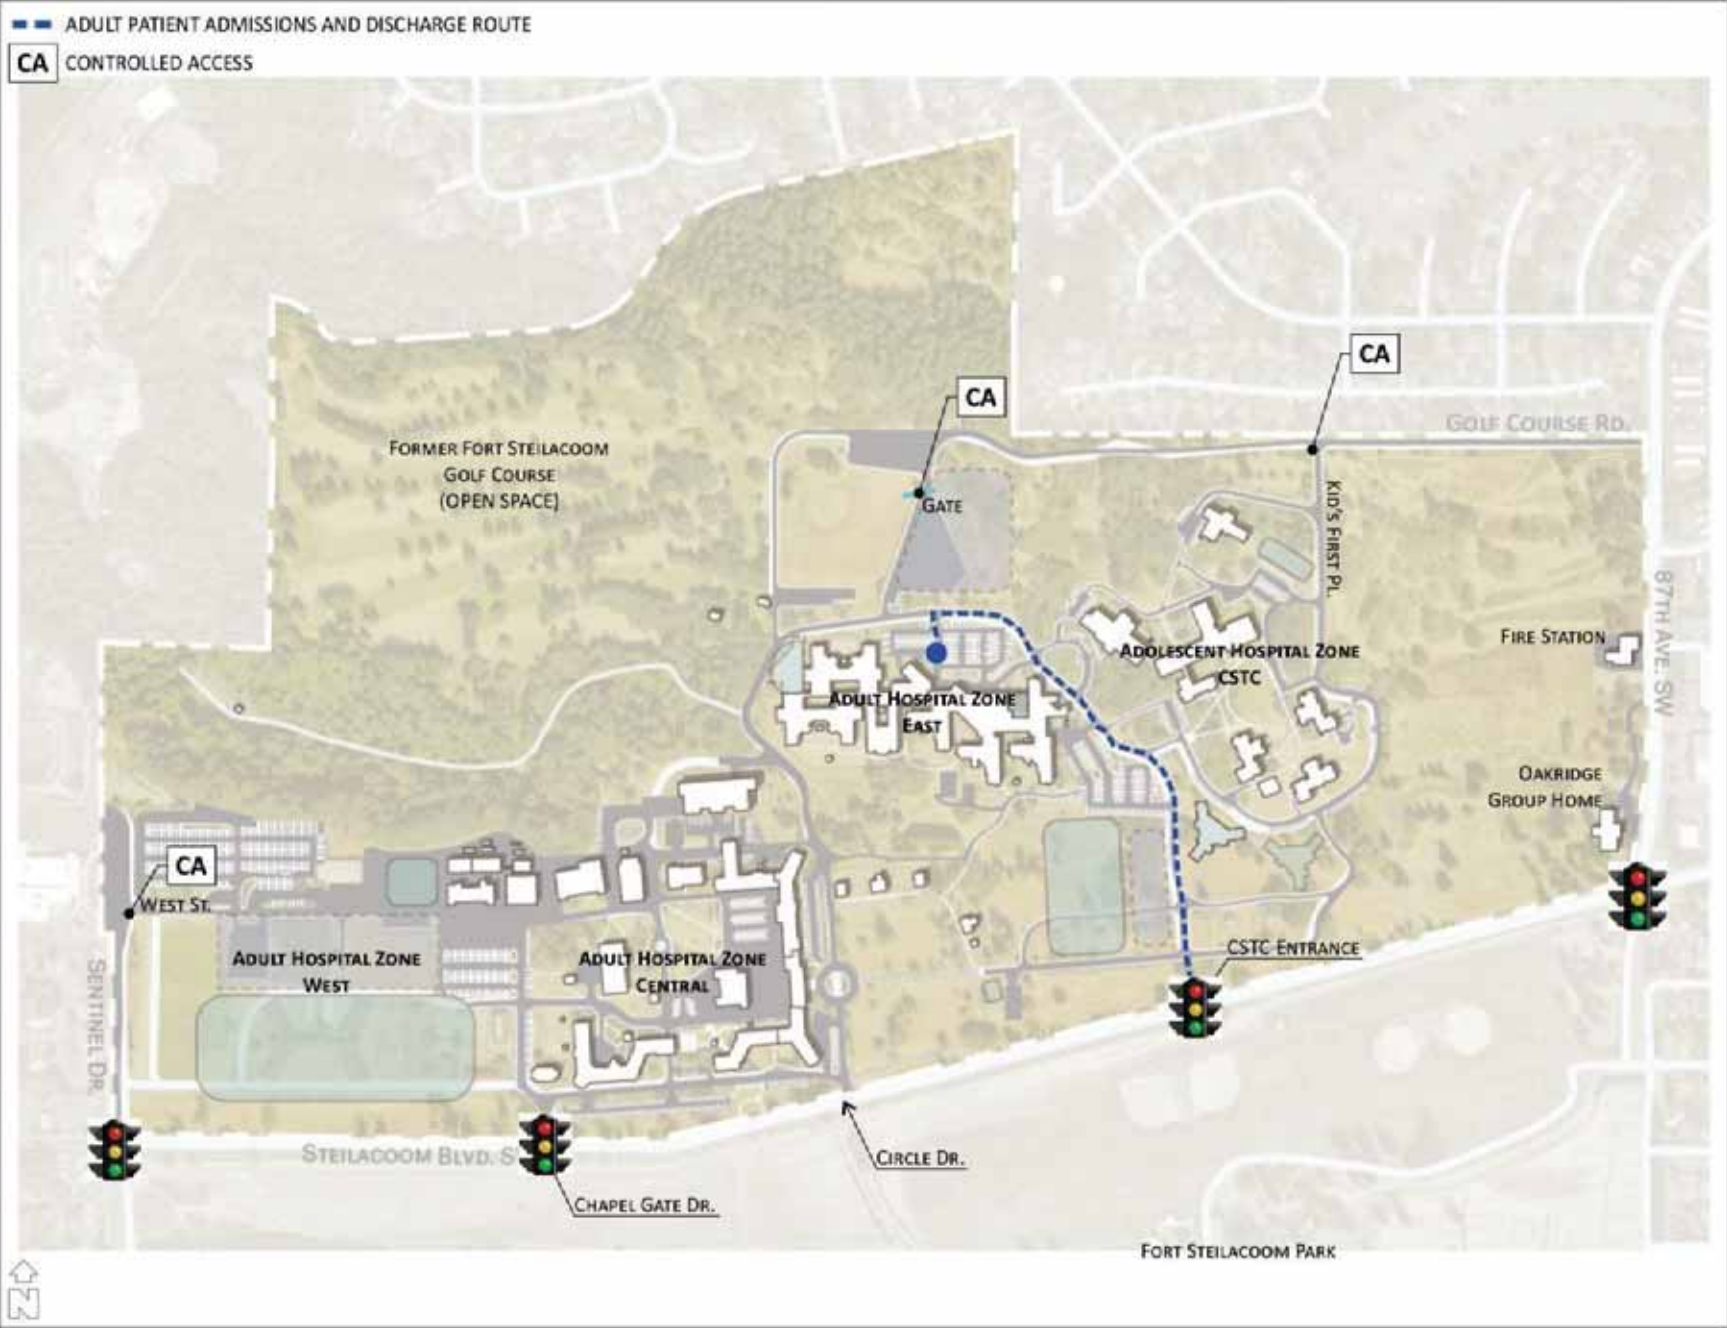 ADULT PATIENT ADMISSIONS AND DISCHARGE ROUTE
CA CONTROLLED ACCESS
CA
CA
GOLF COURSE RD.
FORMER FORT STEILACOOM
GOLF COURSE
(OPEN SPACE)
GATE
KID'S FIRST PL.
87TH AVE. SW
FIRE STATION
ADOLESCENT HOSPITAL ZONE
CSTC
ADULT HOSPITAL ZONE
EAST
OAKRIDGE
GROUP HOME
CA
WEST ST.
ADULT HOSPITAL ZONE
WEST
ADULT HOSPITAL ZONE
CENTRAL
CSTC ENTRANCE
SENTINEL DR.
STEILACOOM BLVD. S
CIRCLE DR.
CHAPEL GATE DR.
FORT STEILACOOM PARK
N